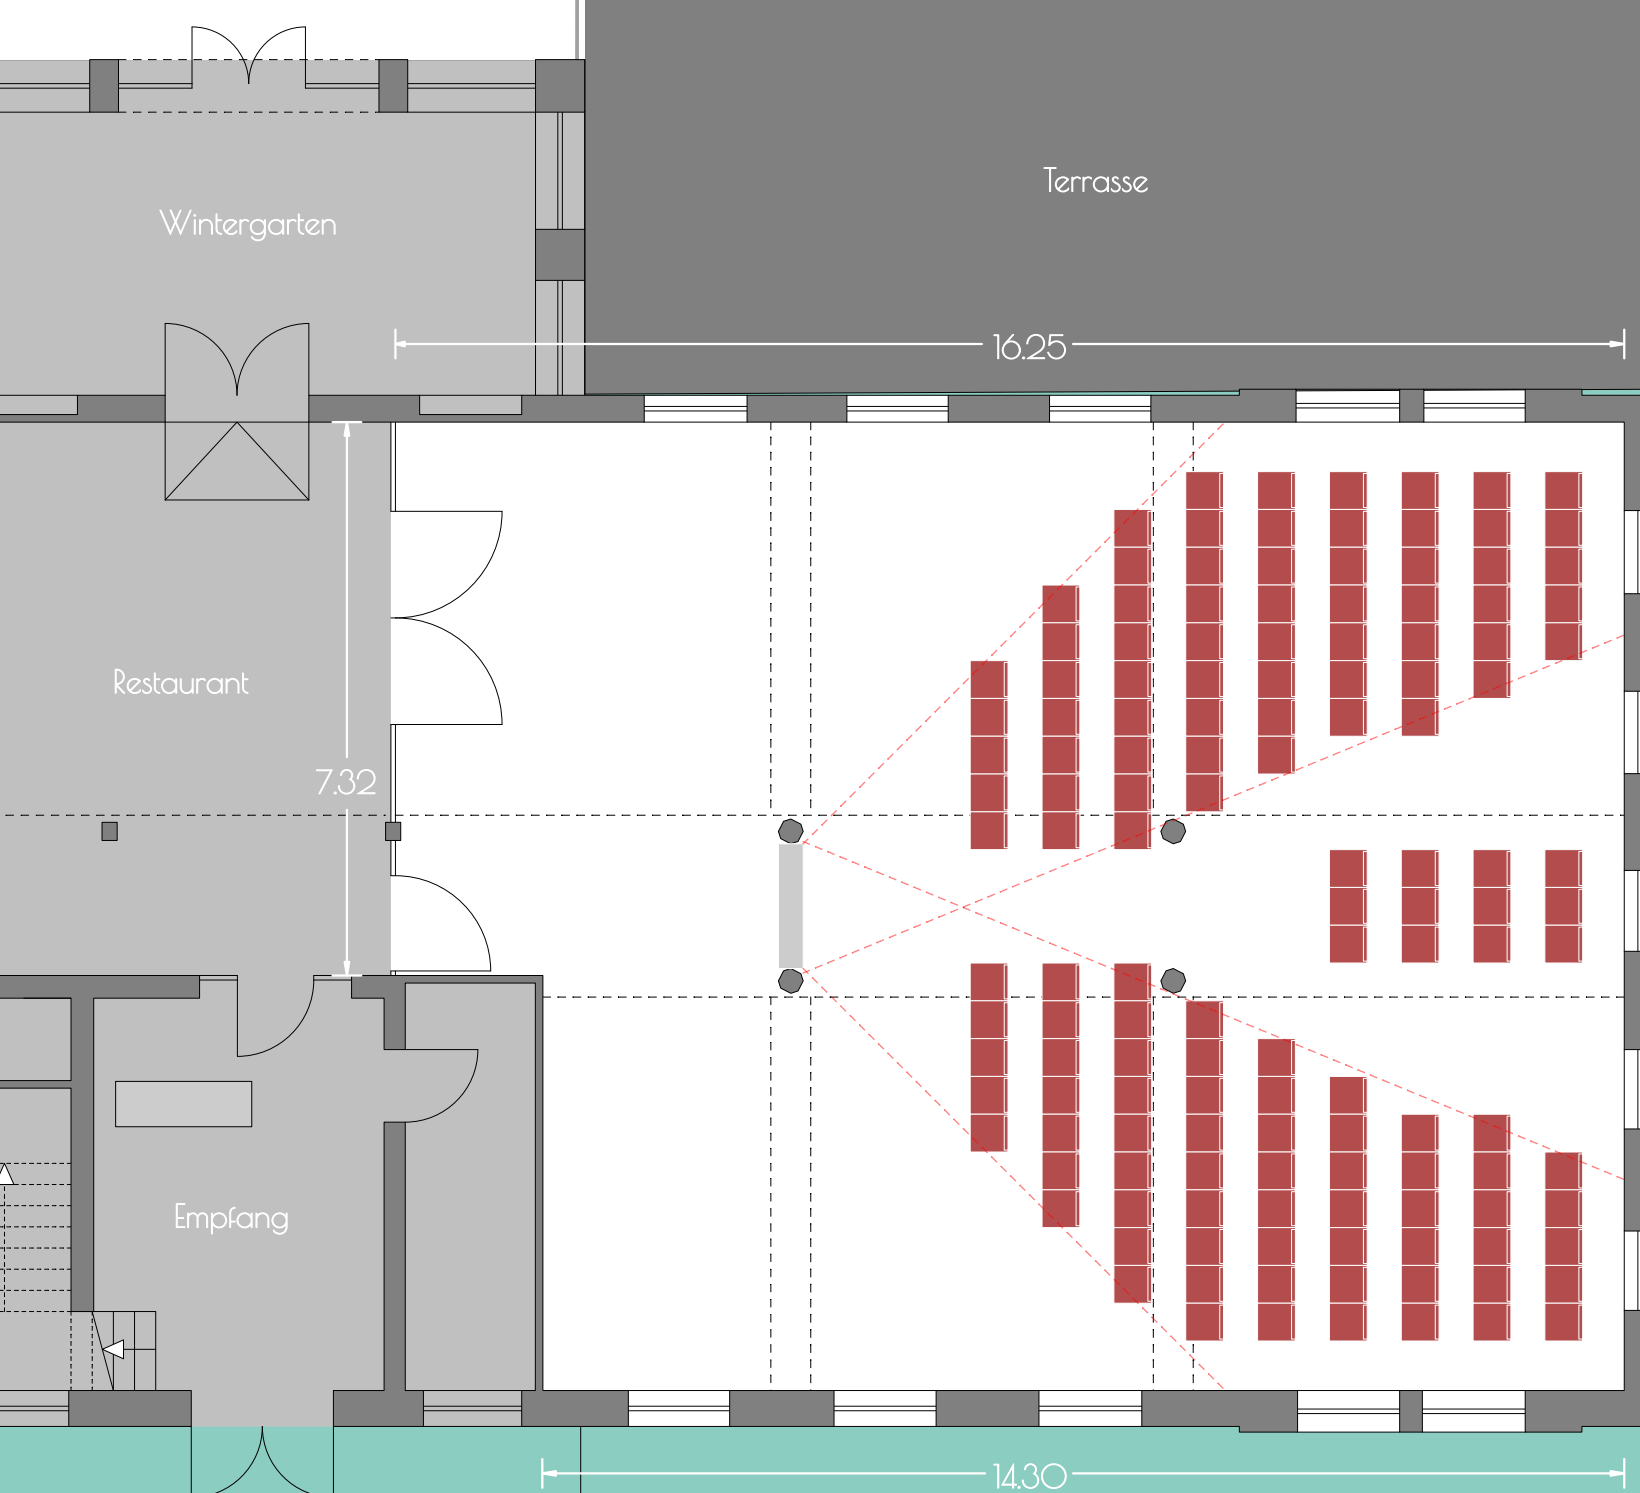 Terrasse
Wintergarten
16.25
Restaurant
7.32
Empfang
14.30